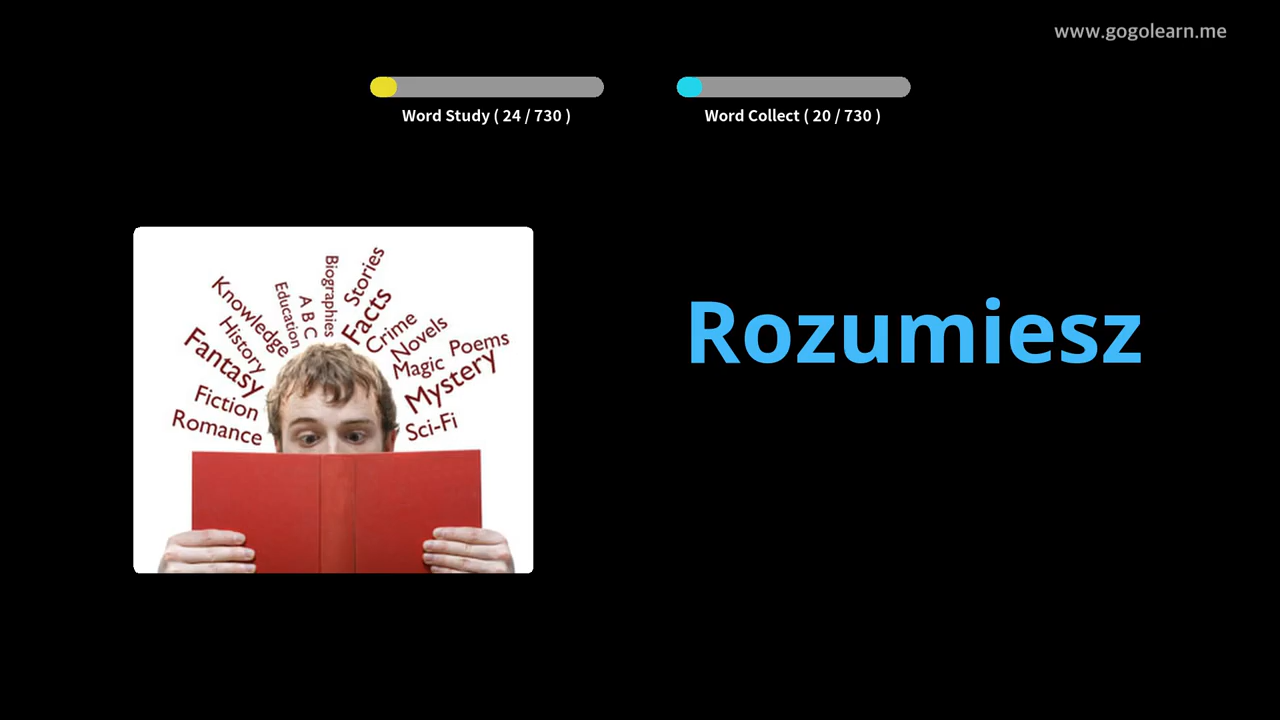 www.gogolearn.me
Word Study ( 24 / 730 )
Word Collect ( 20 / 730 )
Biographies
Stories
Education
A B C
Facts
Knowledge
Crime
History
Novels
Fantasy
Magic
Poems
Mystery
Fiction
Romance
Sci-Fi
Rozumiesz